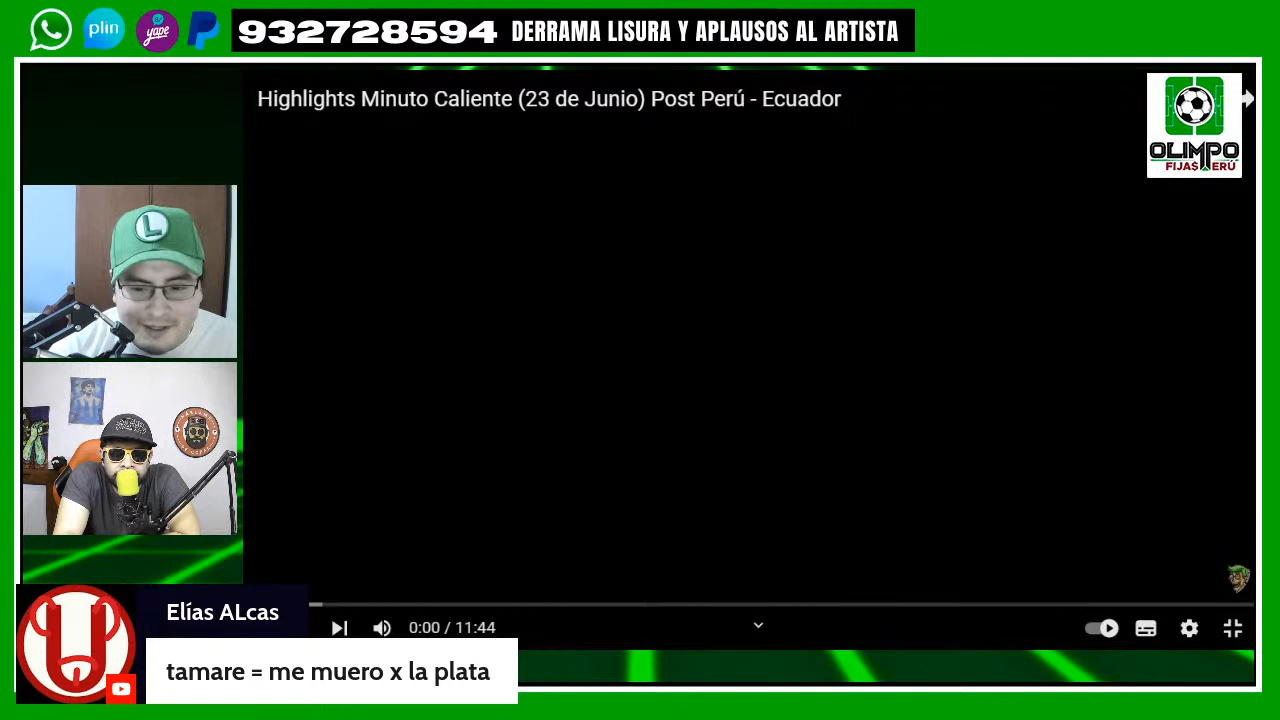 plin
yape
932728594 DERRAMA LISURA Y APLAUSOS AL ARTISTA
Highlights Minuto Caliente (23 de Junio) Post Perú - Ecuador
OLIMPO
FIJAS PERÚ
L
Elías ALcas
0:00 / 11:44
tamare = me muero x la plata